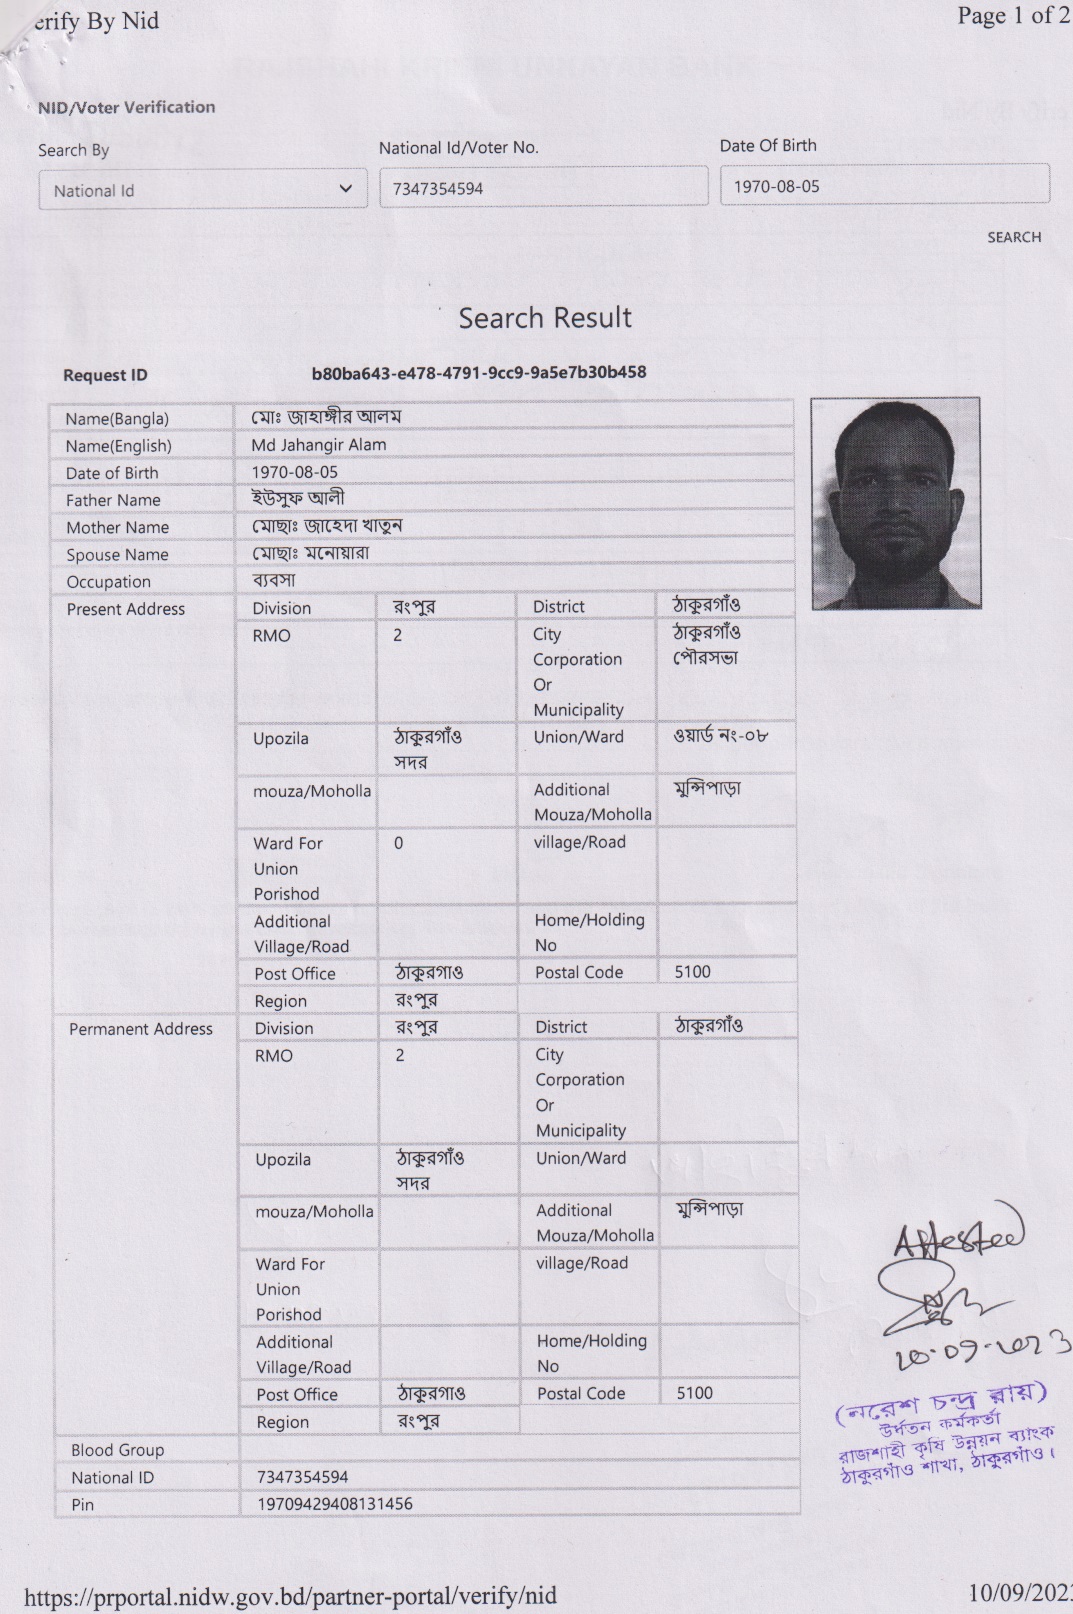 erify By Nid
Page 1 of 2
NID/Voter Verification
Search By
National Id/Voter No.
Date Of Birth
National Id
7347354594
1970-08-05
SEARCH
Search Result
Request ID b80ba643-e478-4791-9cc9-9a5e7b30b458
Name(Bangla) মোঃ জাহাঙ্গীর আলম
Name(English) Md Jahangir Alam
Date of Birth 1970-08-05
Father Name ইউসুফ আলী
Mother Name মোছাঃ জাহেদা খাতুন
Spouse Name মোছাঃ মনোয়ারা
Occupation ব্যবসা
Present Address Division রংপুর District ঠাকুরগাঁও
RMO 2 City ঠাকুরগাঁও
Corporation পৌরসভা
Or
Municipality
Upozila ঠাকুরগাঁও Union/Ward ওয়ার্ড নং-০৮
সদর
mouza/Moholla Additional মুন্সিপাড়া
Mouza/Moholla
Ward For 0 village/Road
Union
Porishod
Additional Home/Holding
Village/Road No
Post Office ঠাকুরগাও Postal Code 5100
Region রংপুর
Permanent Address Division রংপুর District ঠাকুরগাঁও
RMO 2 City
Corporation
Or
Municipality
Upozila ঠাকুরগাঁও Union/Ward
সদর
mouza/Moholla Additional মুন্সিপাড়া
Mouza/Moholla
Ward For village/Road
Union
Porishod
Additional Home/Holding
Village/Road No
Post Office ঠাকুরগাও Postal Code 5100
Region রংপুর
Blood Group
National ID 7347354594
Pin 19709429408131456
Attested
10-09-2023
(নরেশ চন্দ্র রায়)
উর্ধতন কর্মকর্তা
রাজশাহী কৃষি উন্নয়ন ব্যাংক
ঠাকুরগাঁও শাখা, ঠাকুরগাঁও।
https://prportal.nidw.gov.bd/partner-portal/verify/nid
10/09/2023